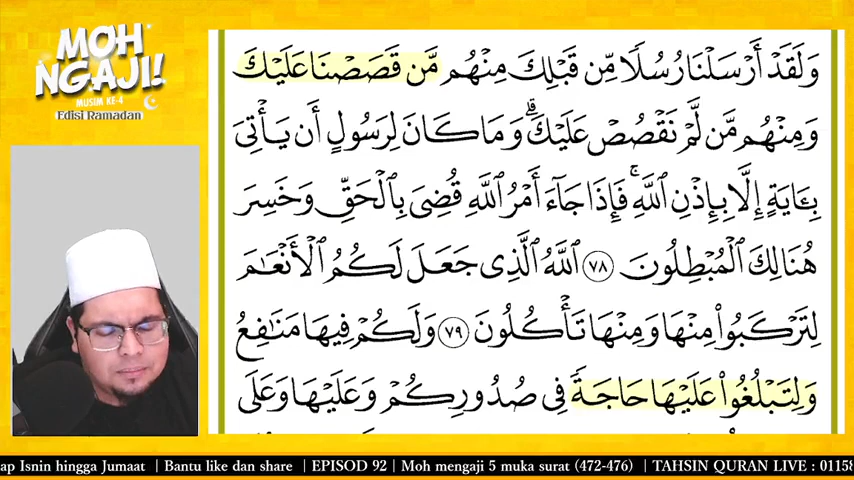 MOH
NGAJI!
MUSIM KE-4
Edisi Ramadan
وَلَقَدْ أَرْسَلْنَا رُسُلًا مِّن قَبْلِكَ مِنْهُم مَّن قَصَصْنَا عَلَيْكَ
وَمِنْهُم مَّن لَّمْ نَقْصُصْ عَلَيْكَ ۗ وَمَا كَانَ لِرَسُولٍ أَن يَأْتِىَ
بِـَٔايَةٍ إِلَّا بِإِذْنِ ٱللَّهِ ۚ فَإِذَا جَآءَ أَمْرُ ٱللَّهِ قُضِىَ بِٱلْحَقِّ وَخَسِرَ
هُنَالِكَ ٱلْمُبْطِلُونَ ٧٨ ٱللَّهُ ٱلَّذِى جَعَلَ لَكُمُ ٱلْأَنْعَـٰمَ
لِتَرْكَبُوا۟ مِنْهَا وَمِنْهَا تَأْكُلُونَ ٧٩ وَلَكُمْ فِيهَا مَنَـٰفِعُ
وَلِتَبْلُغُوا۟ عَلَيْهَا حَاجَةً فِى صُدُورِكُمْ وَعَلَيْهَا وَعَلَى
ap Isnin hingga Jumaat | Bantu like dan share | EPISOD 92 | Moh mengaji 5 muka surat (472-476) | TAHSIN QURAN LIVE : 01158